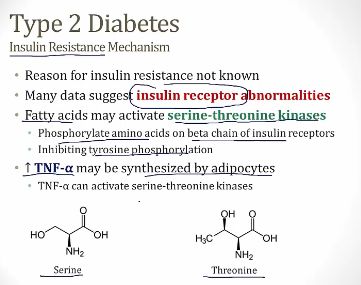 Type 2 Diabetes
Insulin Resistance Mechanism
• Reason for insulin resistance not known
• Many data suggest insulin receptor abnormalities
• Fatty acids may activate serine-threonine kinases
• Phosphorylate amino acids on beta chain of insulin receptors
• Inhibiting tyrosine phosphorylation
• ↑ TNF-α may be synthesized by adipocytes
• TNF-α can activate serine-threonine kinases
O
HO
OH
NH₂
Serine
OH
O
H₃C
OH
NH₂
Threonine